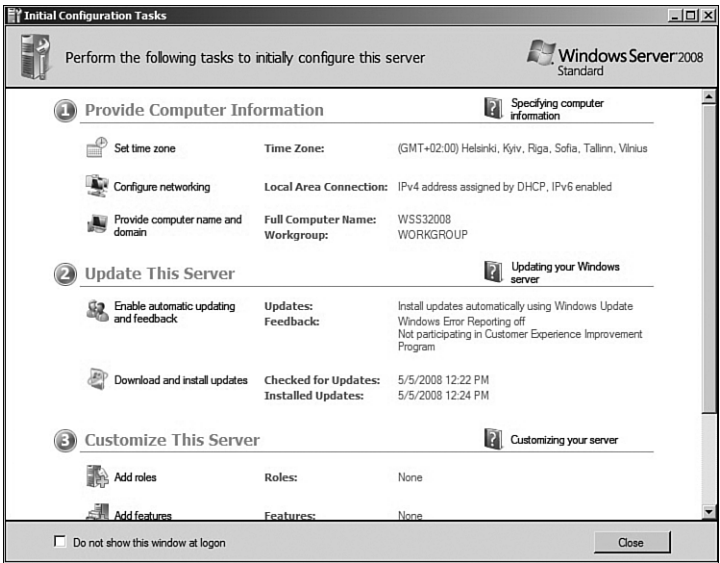 Initial Configuration Tasks
Perform the following tasks to initially configure this server
Windows Server 2008
Standard
1 Provide Computer Information
Specifying computer
information
Set time zone
Time Zone:
(GMT+02:00) Helsinki, Kyiv, Riga, Sofia, Tallinn, Vilnius
Configure networking
Local Area Connection:
IPv4 address assigned by DHCP, IPv6 enabled
Provide computer name and
domain
Full Computer Name:
WSS32008
Workgroup:
WORKGROUP
2 Update This Server
Updating your Windows
server
Enable automatic updating
and feedback
Updates:
Install updates automatically using Windows Update
Feedback:
Windows Error Reporting off
Not participating in Customer Experience Improvement
Program
Download and install updates
Checked for Updates:
5/5/2008 12:22 PM
Installed Updates:
5/5/2008 12:24 PM
3 Customize This Server
Customizing your server
Add roles
Roles:
None
Add features
Features:
None
Do not show this window at logon
Close